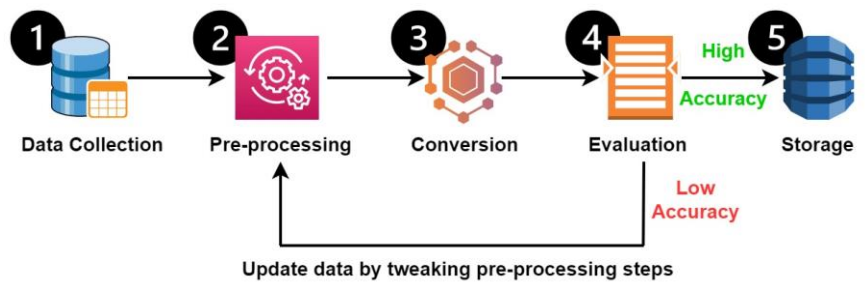 1
2
3
4
5
High
Accuracy
Data Collection
Pre-processing
Conversion
Evaluation
Storage
Low
Accuracy
Update data by tweaking pre-processing steps